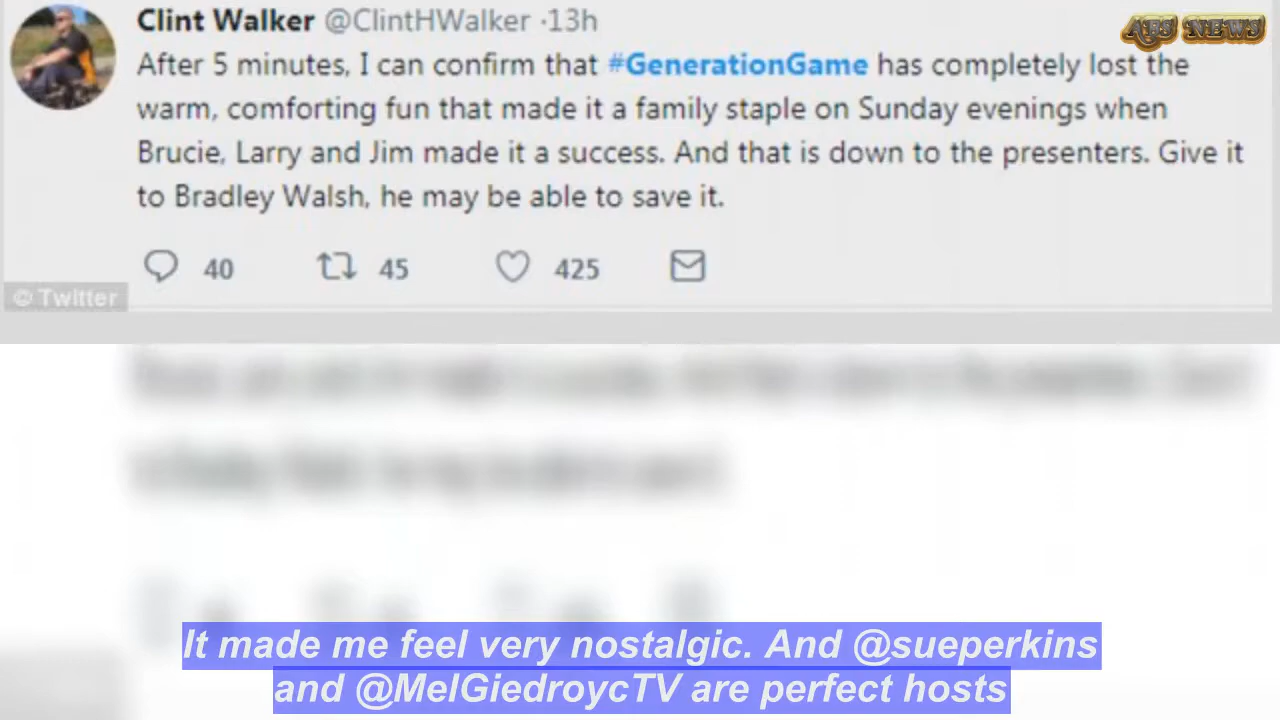 Clint Walker @ClintHWalker ·13h
ABS NEWS
After 5 minutes, I can confirm that #GenerationGame has completely lost the
warm, comforting fun that made it a family staple on Sunday evenings when
Brucie, Larry and Jim made it a success. And that is down to the presenters. Give it
to Bradley Walsh, he may be able to save it.
40 45 425
© Twitter
It made me feel very nostalgic. And @sueperkins
and @MelGiedroycTV are perfect hosts